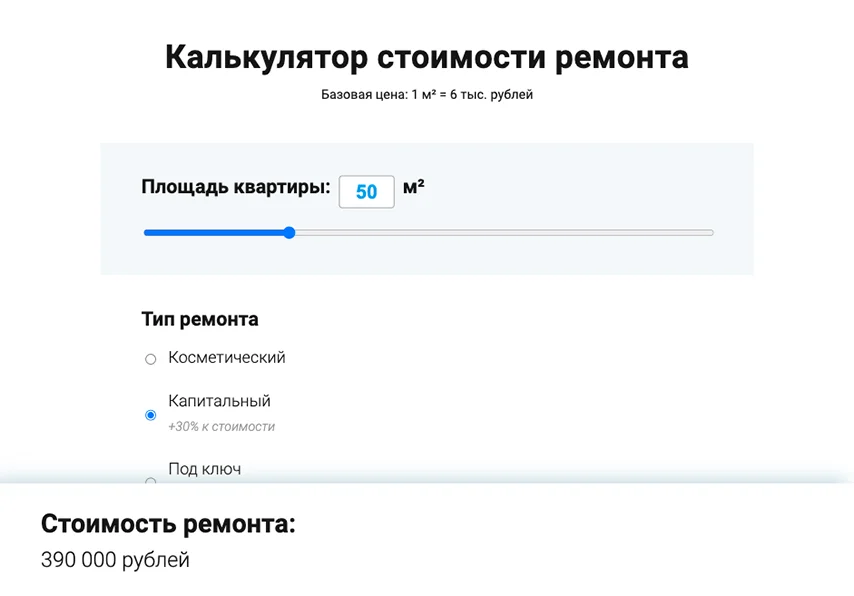 Калькулятор стоимости ремонта
Базовая цена: 1 м² = 6 тыс. рублей
Площадь квартиры: 50 м²
Тип ремонта
Косметический
Капитальный
+30% к стоимости
Под ключ
Стоимость ремонта:
390 000 рублей